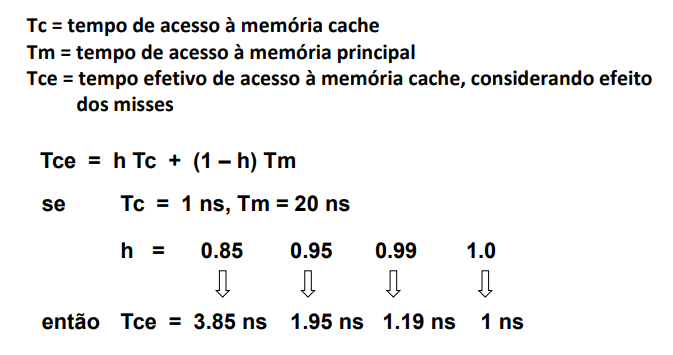 Tc = tempo de acesso à memória cache
Tm = tempo de acesso à memória principal
Tce = tempo efetivo de acesso à memória cache, considerando efeito
dos misses
Tce = h Tc + (1 – h) Tm
se Tc = 1 ns, Tm = 20 ns
h = 0.85 0.95 0.99 1.0
então Tce = 3.85 ns 1.95 ns 1.19 ns 1 ns